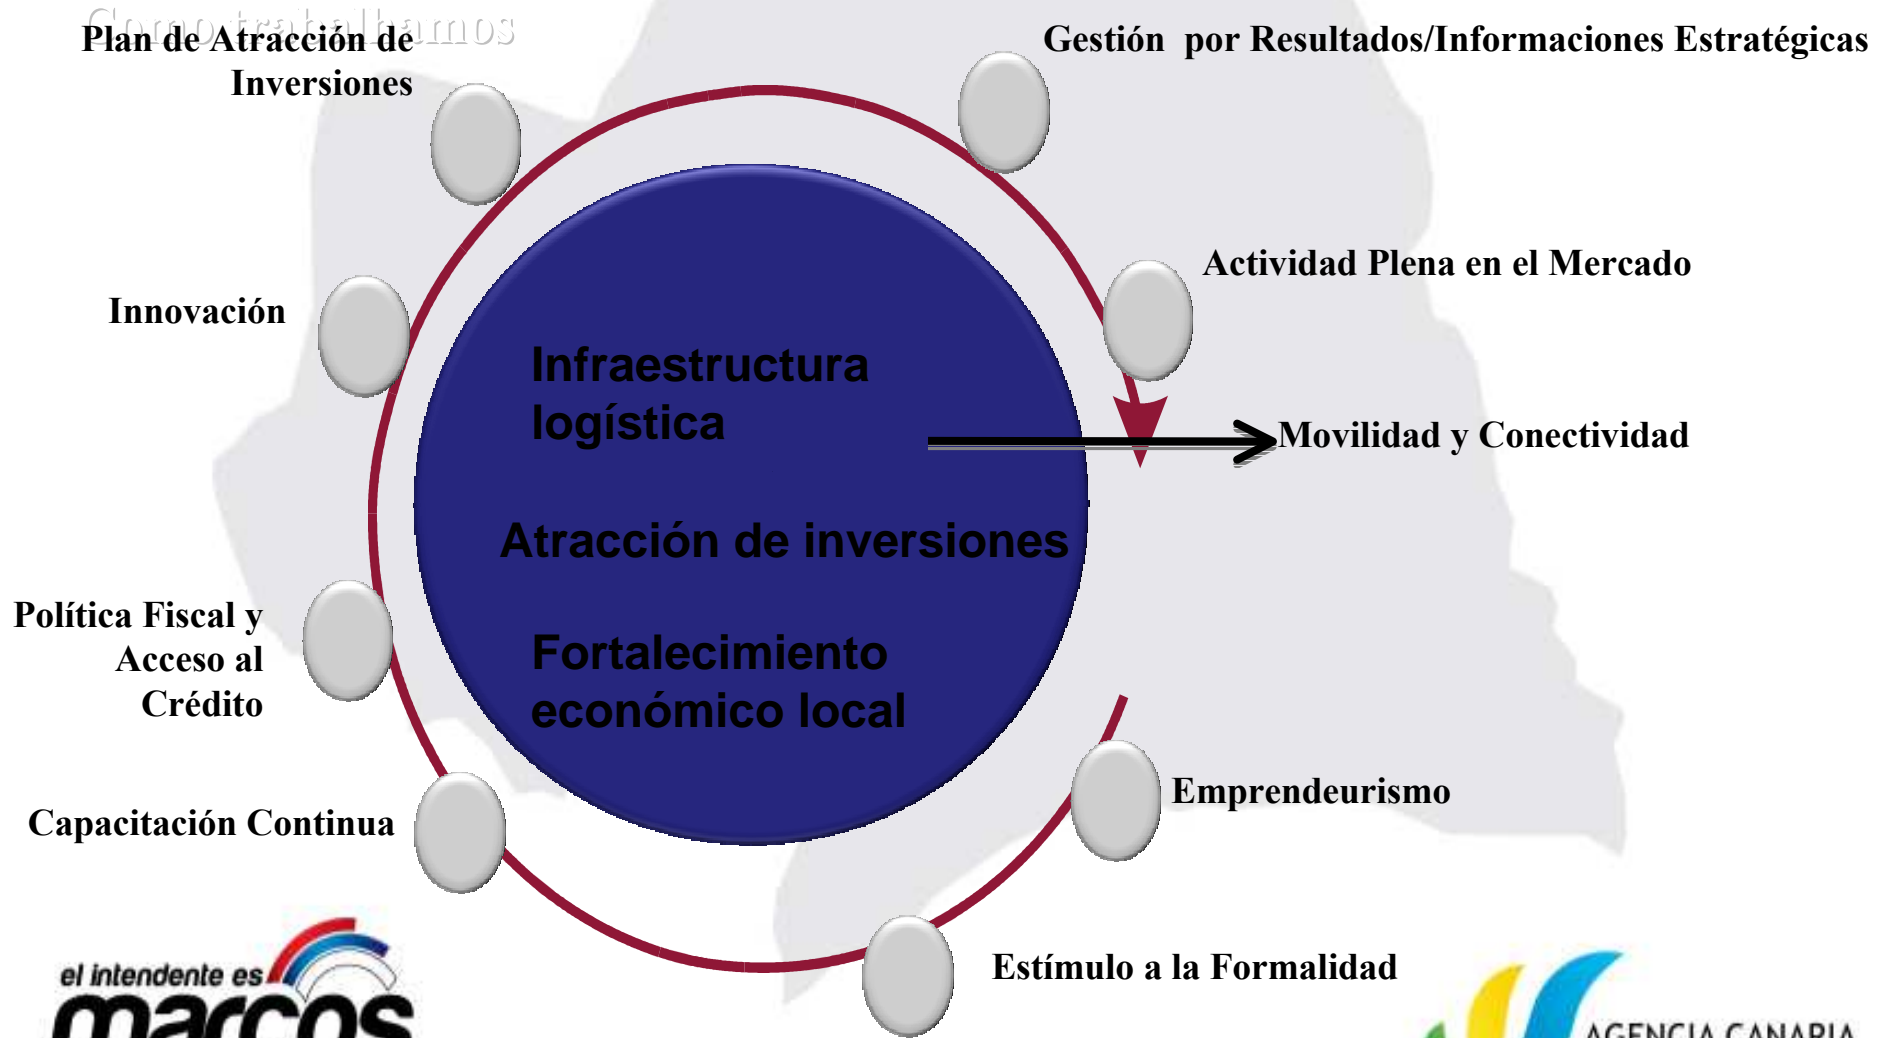 Como trabalhamos
Plan de Atracción de
Inversiones
Gestión por Resultados/Informaciones Estratégicas
Actividad Plena en el Mercado
Innovación
Infraestructura
logística
Movilidad y Conectividad
Atracción de inversiones
Política Fiscal y
Acceso al
Crédito
Fortalecimiento
económico local
Emprendeurismo
Capacitación Continua
Estímulo a la Formalidad
el intendente es
marcos
AGENCIA CANARIA